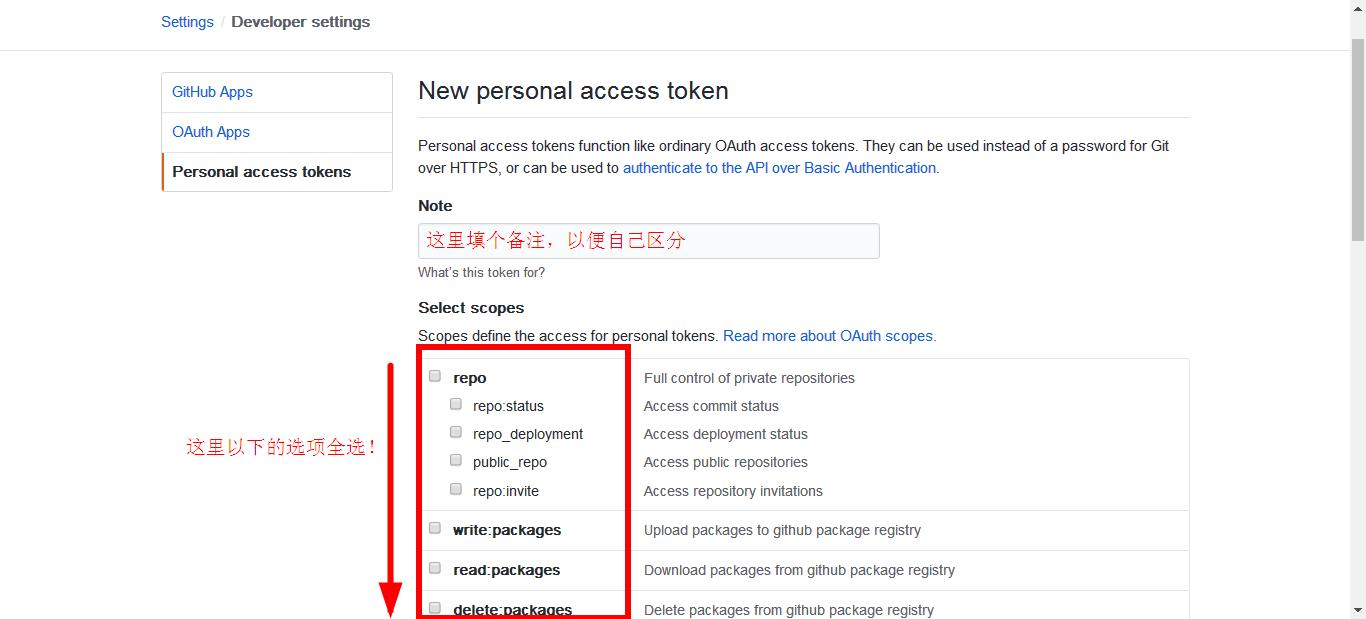 Settings / Developer settings
GitHub Apps
OAuth Apps
Personal access tokens
New personal access token
Personal access tokens function like ordinary OAuth access tokens. They can be used instead of a password for Git
over HTTPS, or can be used to authenticate to the API over Basic Authentication.
Note
这里填个备注，以便自己区分
What's this token for?
Select scopes
Scopes define the access for personal tokens. Read more about OAuth scopes.
这里以下的选项全选！
repo Full control of private repositories
repo:status Access commit status
repo_deployment Access deployment status
public_repo Access public repositories
repo:invite Access repository invitations
write:packages Upload packages to github package registry
read:packages Download packages from github package registry
delete:packages Delete packages from github package registry